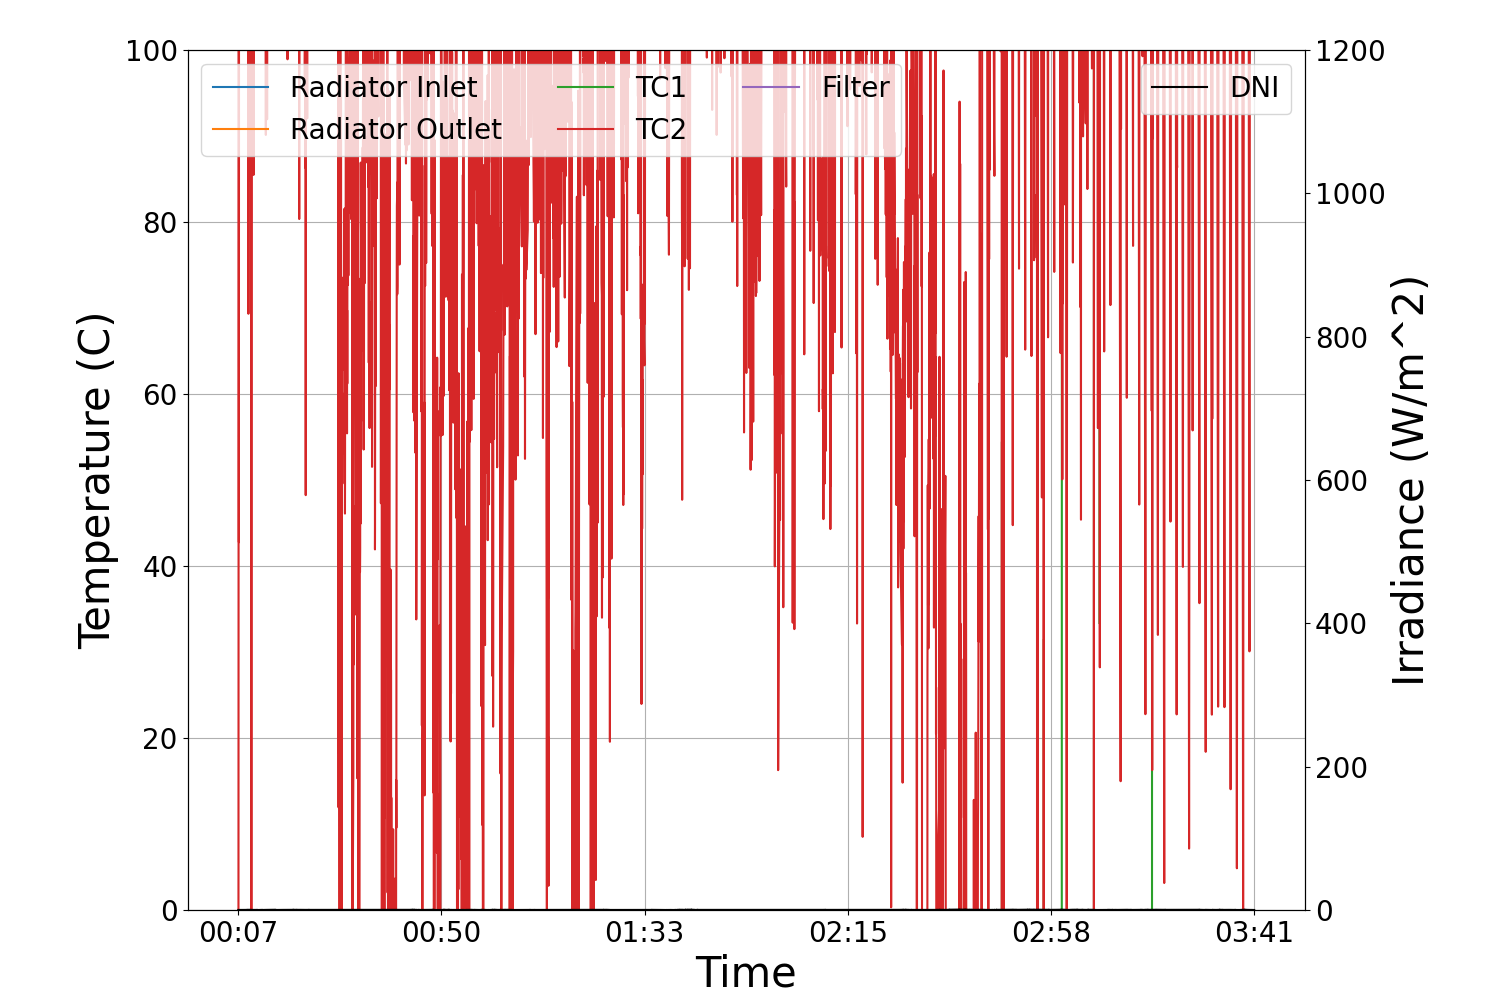 100
80
60
40
20
0
Temperature (C)
Radiator Inlet
Radiator Outlet
TC1
TC2
Filter
DNI
1200
1000
800
600
400
200
0
Irradiance (W/m^2)
00:07
00:50
01:33
02:15
02:58
03:41
Time